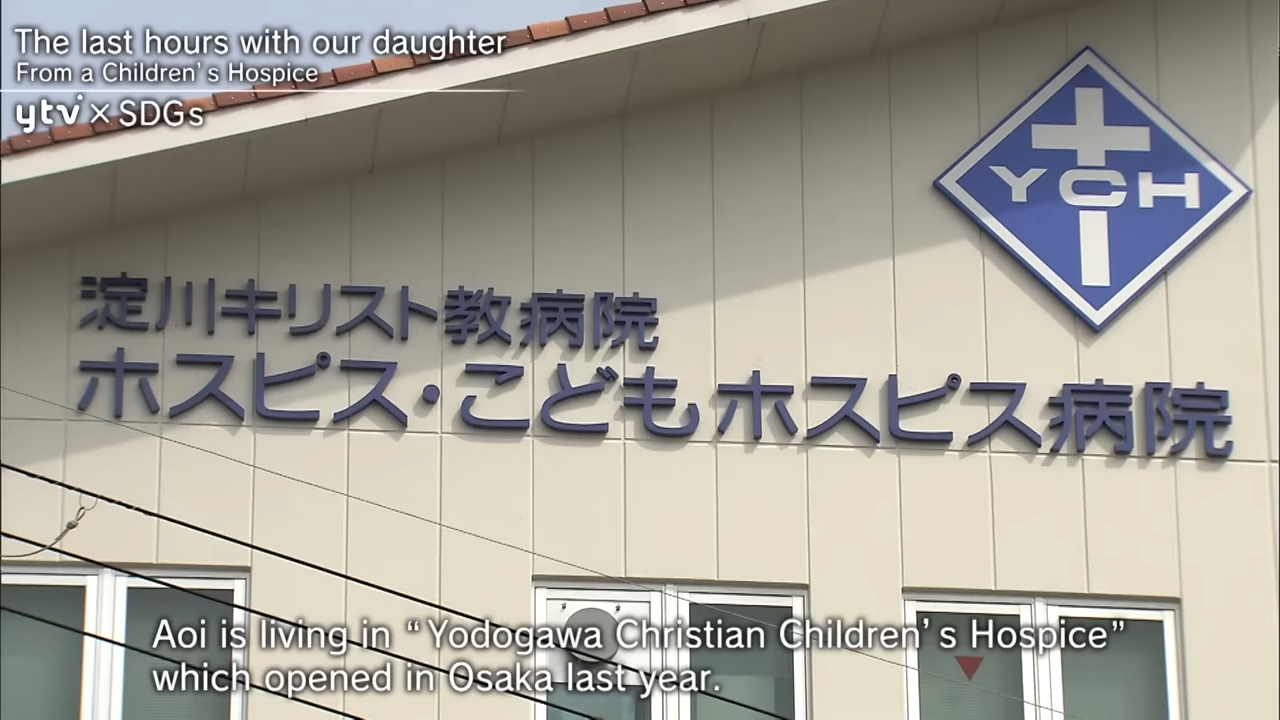 The last hours with our daughter
From a Children's Hospice
ytv×SDGs
YCH
淀川キリスト教病院
ホスピス・こどもホスピス病院
Aoi is living in “Yodogawa Christian Children's Hospice”
which opened in Osaka last year.